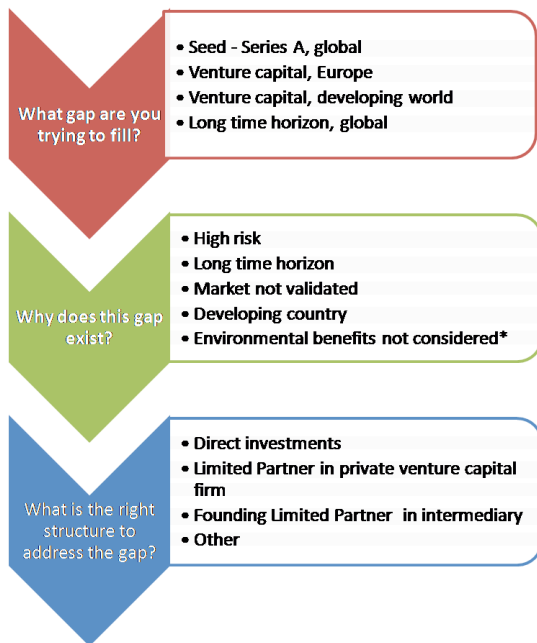 What gap are you
trying to fill?
• Seed - Series A, global
• Venture capital, Europe
• Venture capital, developing world
• Long time horizon, global
Why does this gap
exist?
• High risk
• Long time horizon
• Market not validated
• Developing country
• Environmental benefits not considered*
What is the right
structure to
address the gap?
• Direct investments
• Limited Partner in private venture capital
firm
• Founding Limited Partner in intermediary
• Other